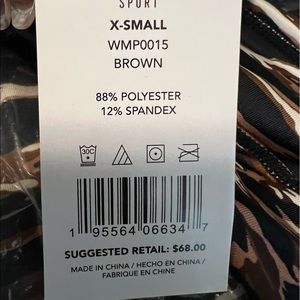 SPORT
X-SMALL
WMP0015
BROWN
88% POLYESTER
12% SPANDEX
30C
1 95564 06634 7
SUGGESTED RETAIL: $68.00
MADE IN CHINA / HECHO EN CHINA /
FABRIQUE EN CHINE